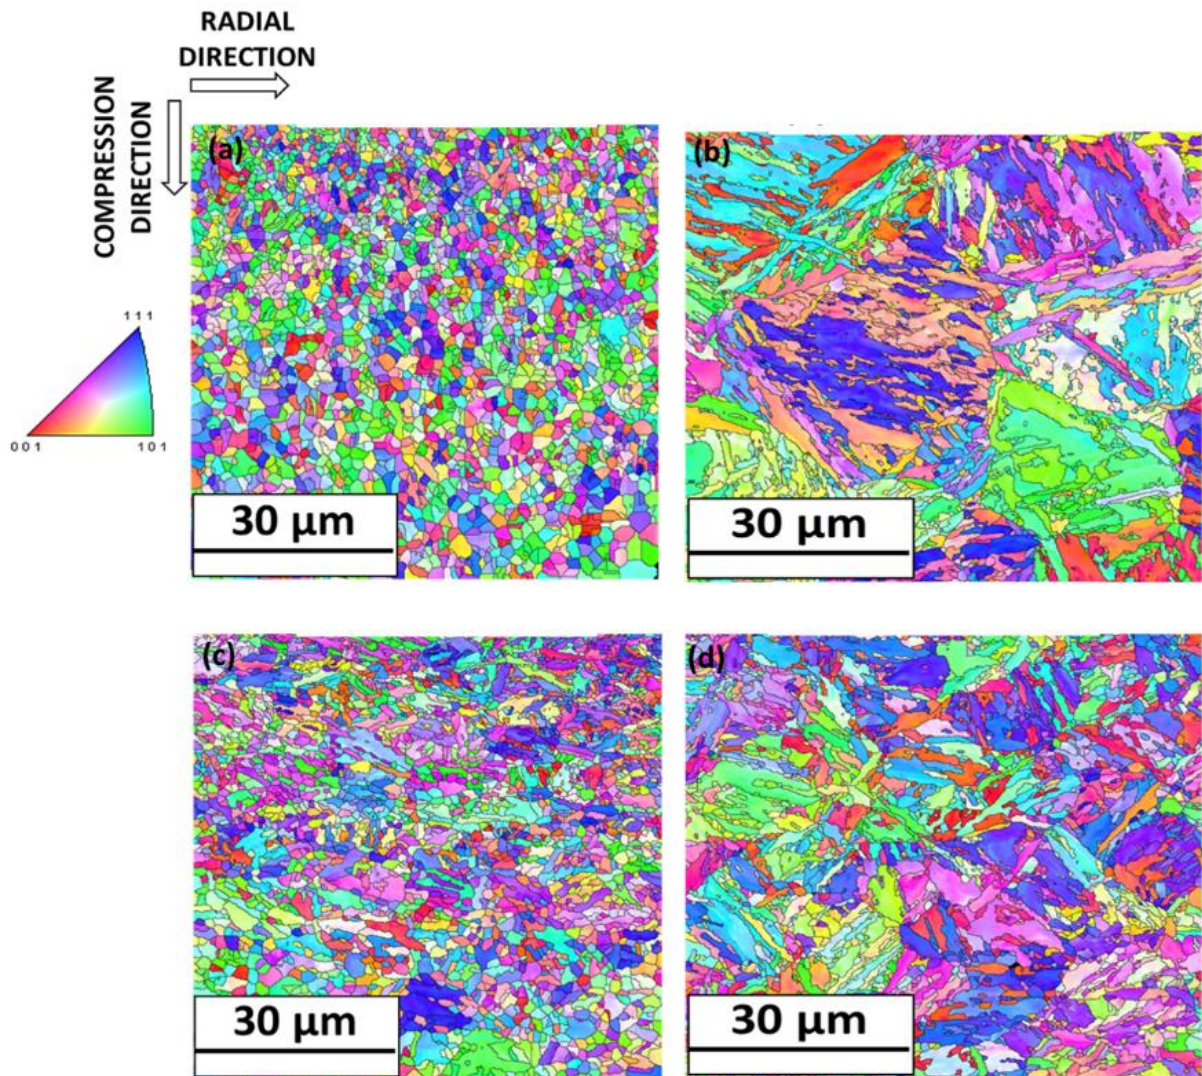 RADIAL
DIRECTION
COMPRESSION
DIRECTION
(a)
(b)
111
001
101
30 µm
30 µm
(c)
(d)
30 µm
30 µm